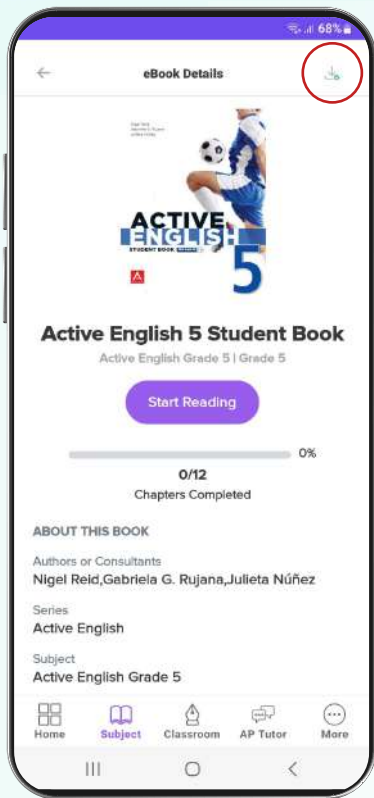 68%
eBook Details
ACTIVE
ENGLISH
STUDENT BOOK
5
Active English 5 Student Book
Active English Grade 5 | Grade 5
Start Reading
0%
0/12
Chapters Completed
ABOUT THIS BOOK
Authors or Consultants
Nigel Reid,Gabriela G. Rujana,Julieta Núñez
Series
Active English
Subject
Active English Grade 5
Home Subject Classroom AP Tutor More